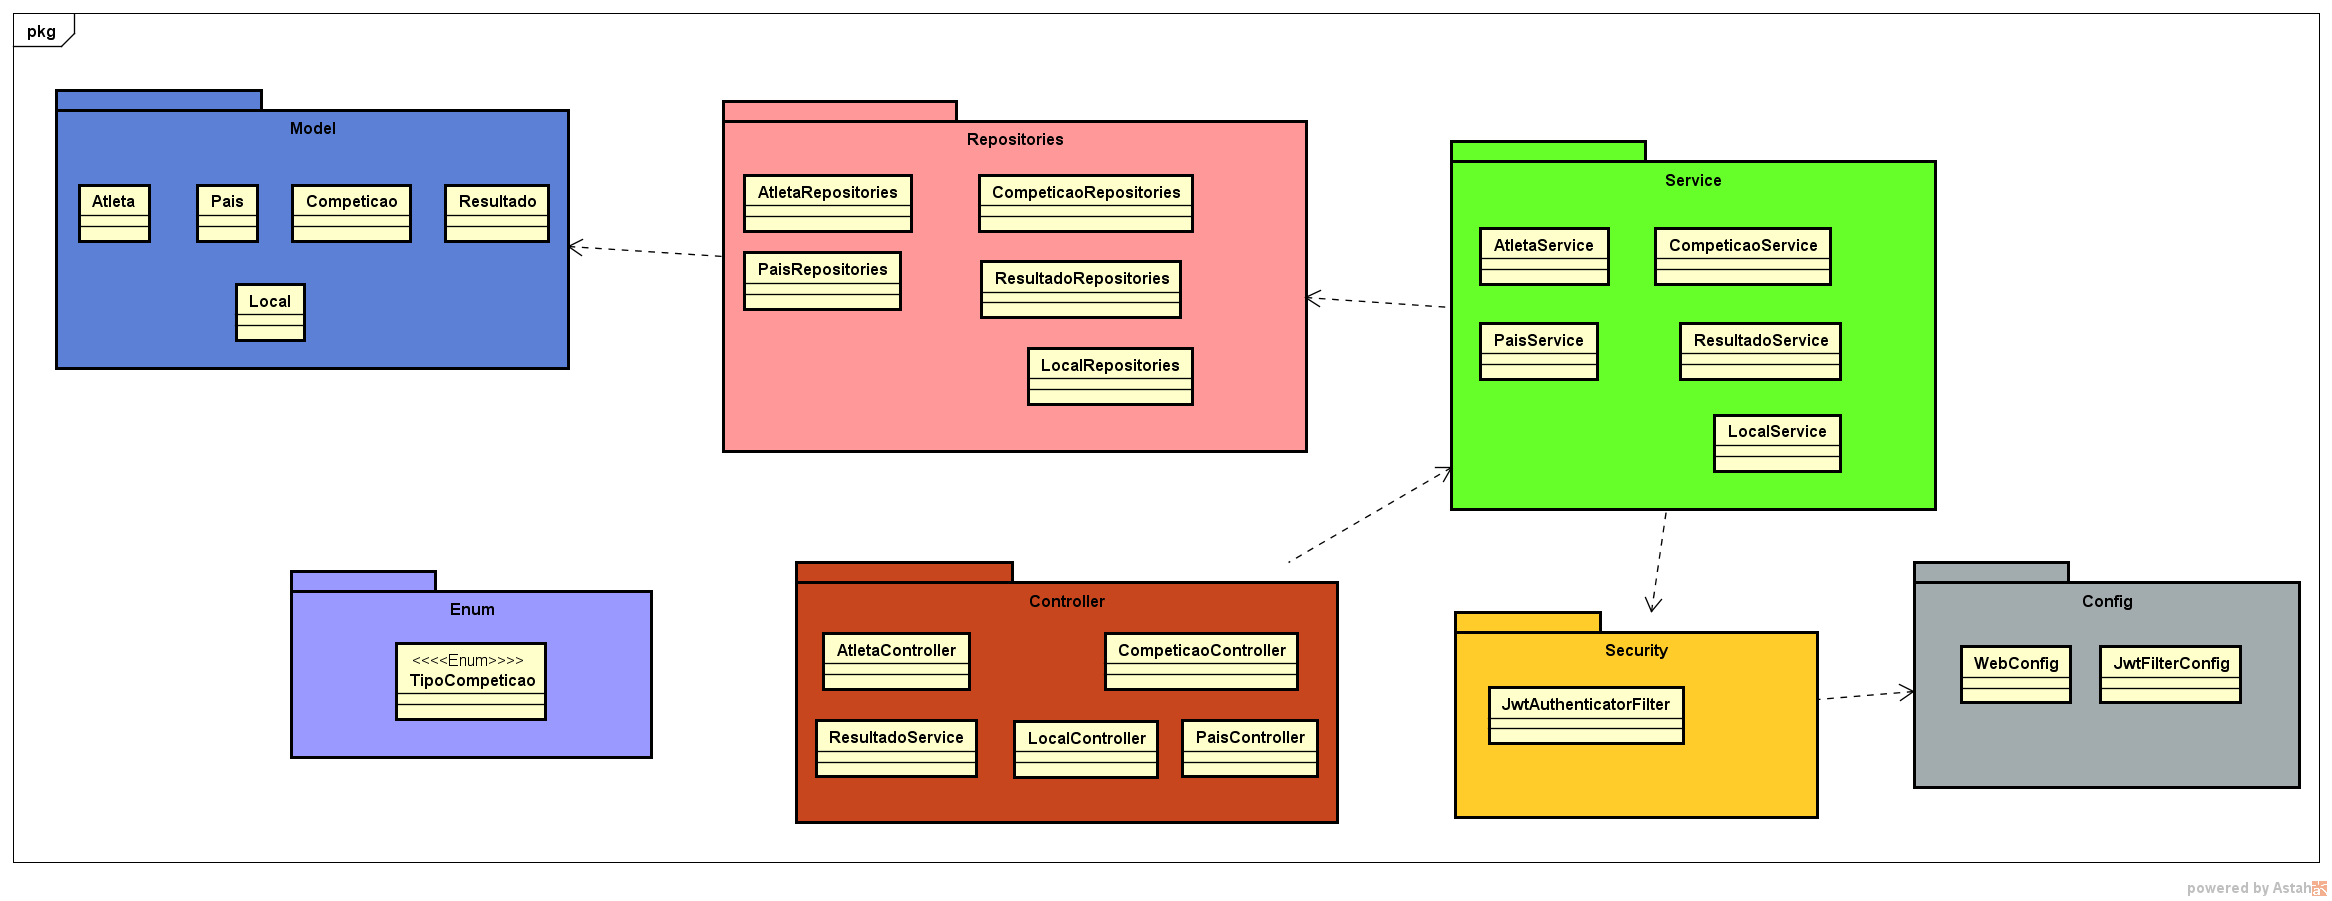 pkg
Model
Atleta
Pais
Competicao
Resultado
Local
Repositories
AtletaRepositories
CompeticaoRepositories
PaisRepositories
ResultadoRepositories
LocalRepositories
Service
AtletaService
CompeticaoService
PaisService
ResultadoService
LocalService
Enum
<<<<Enum>>>>
TipoCompeticao
Controller
AtletaController
CompeticaoController
ResultadoService
LocalController
PaisController
Security
JwtAuthenticatorFilter
Config
WebConfig
JwtFilterConfig
powered by Astah